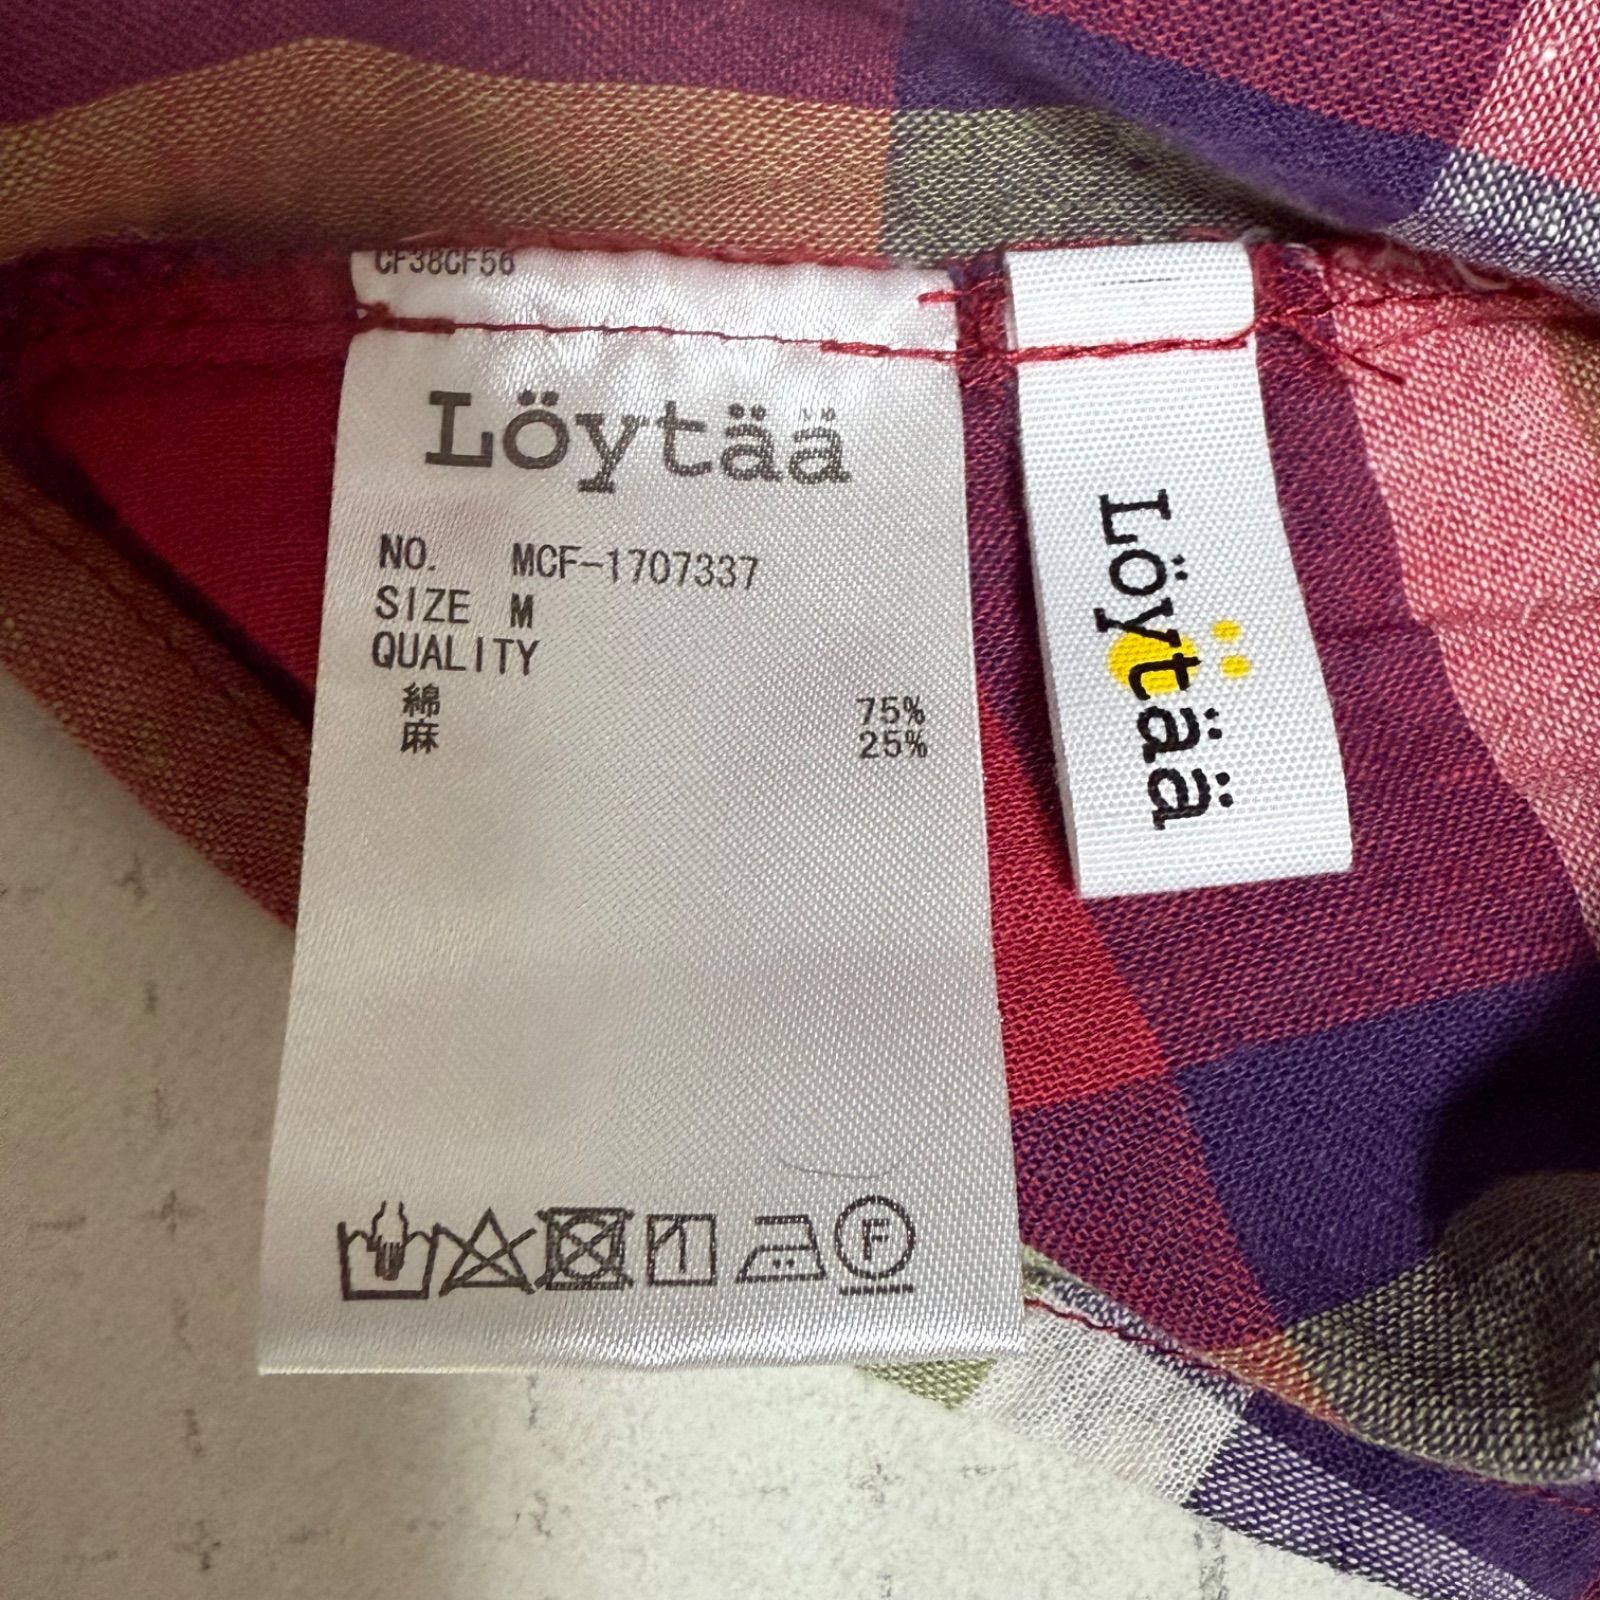 CF38CF56
Löytää
NO. MCF-1707337
SIZE M
QUALITY
綿 75%
麻 25%
F
Löytää